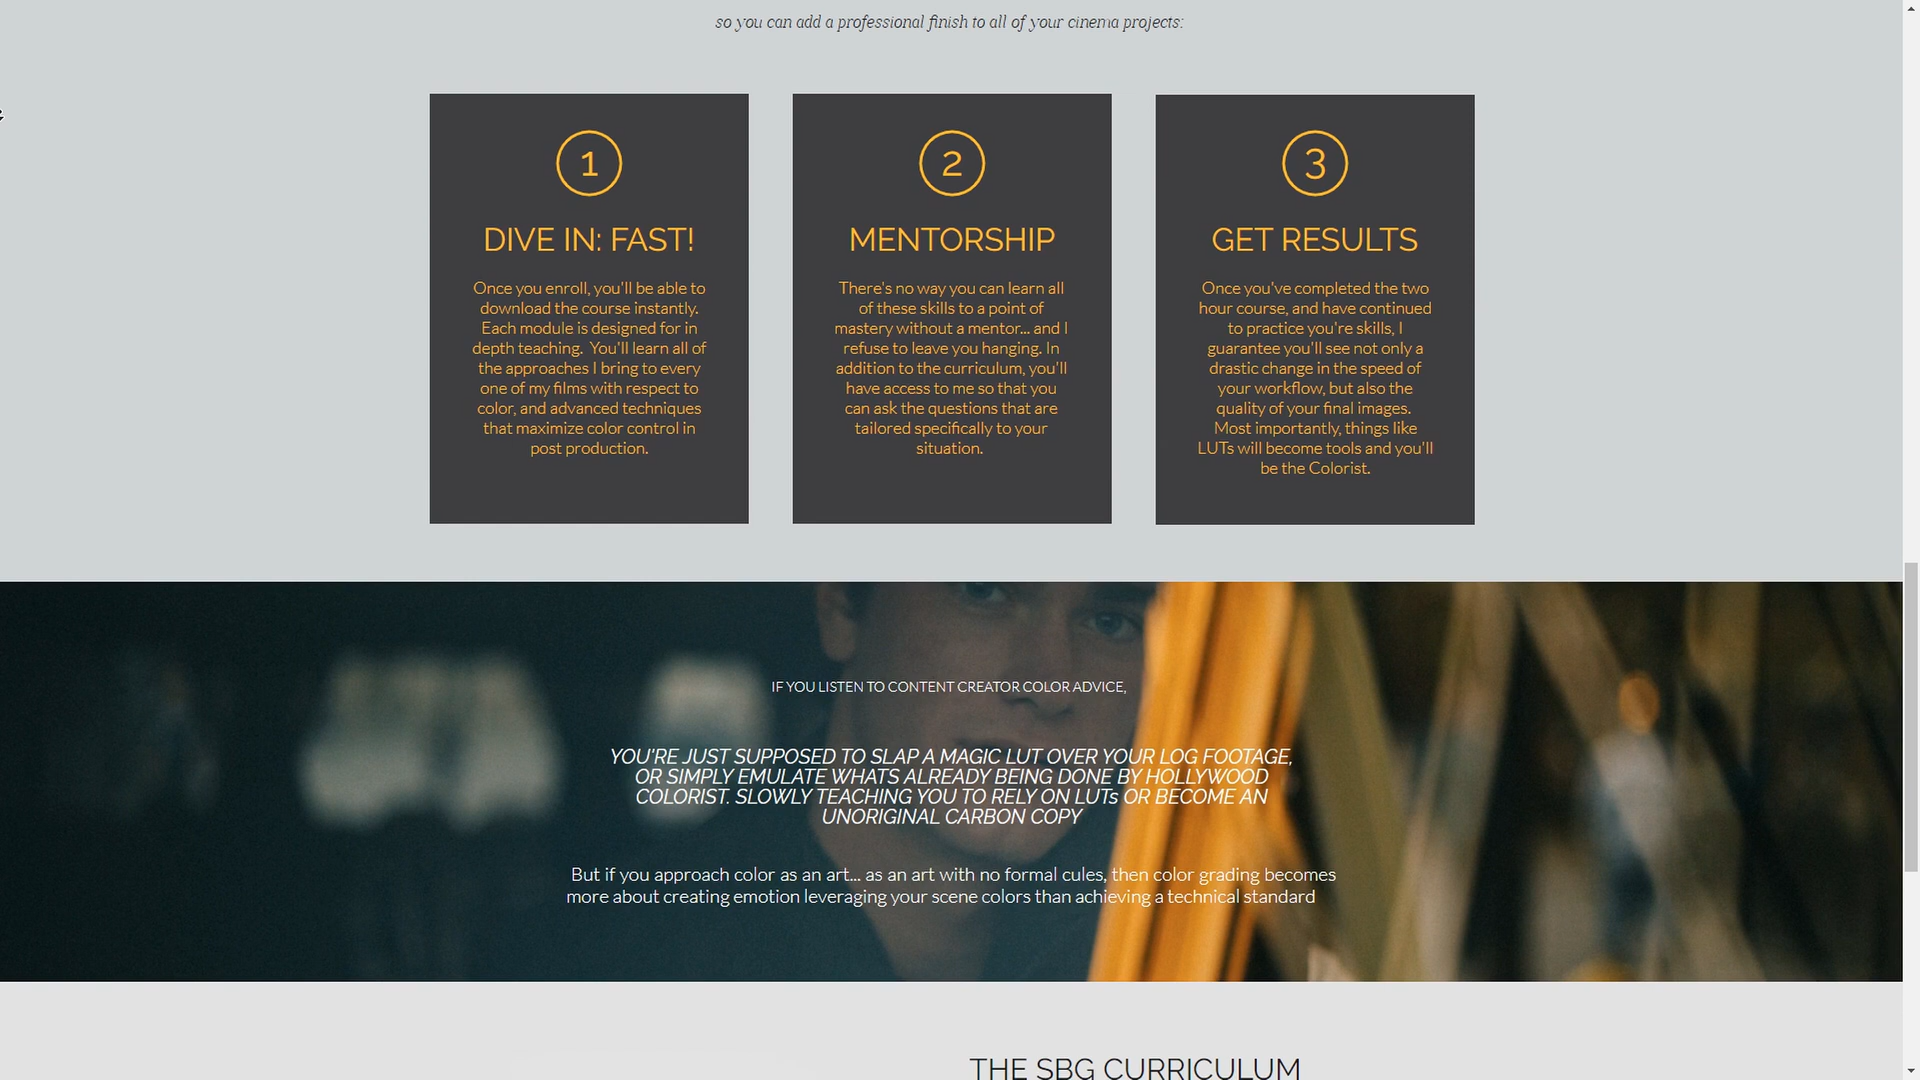 so you can add a professional finish to all of your cinema projects:
1
DIVE IN: FAST!
Once you enroll, you'll be able to
download the course instantly.
Each module is designed for in
depth teaching. You'll learn all of
the approaches I bring to every
one of my films with respect to
color, and advanced techniques
that maximize color control in
post production.
2
MENTORSHIP
There's no way you can learn all
of these skills to a point of
mastery without a mentor... and I
refuse to leave you hanging. In
addition to the curriculum, you'll
have access to me so that you
can ask the questions that are
tailored specifically to your
situation.
3
GET RESULTS
Once you've completed the two
hour course, and have continued
to practice you're skills, I
guarantee you'll see not only a
drastic change in the speed of
your workflow, but also the
quality of your final images.
Most importantly, things like
LUTs will become tools and you'll
be the Colorist.
IF YOU LISTEN TO CONTENT CREATOR COLOR ADVICE,
YOU'RE JUST SUPPOSED TO SLAP A MAGIC LUT OVER YOUR LOG FOOTAGE,
OR SIMPLY EMULATE WHATS ALREADY BEING DONE BY HOLLYWOOD
COLORIST. SLOWLY TEACHING YOU TO RELY ON LUTs OR BECOME AN
UNORIGINAL CARBON COPY
But if you approach color as an art... as an art with no formal cules, then color grading becomes
more about creating emotion leveraging your scene colors than achieving a technical standard
THE SBG CURRICULUM